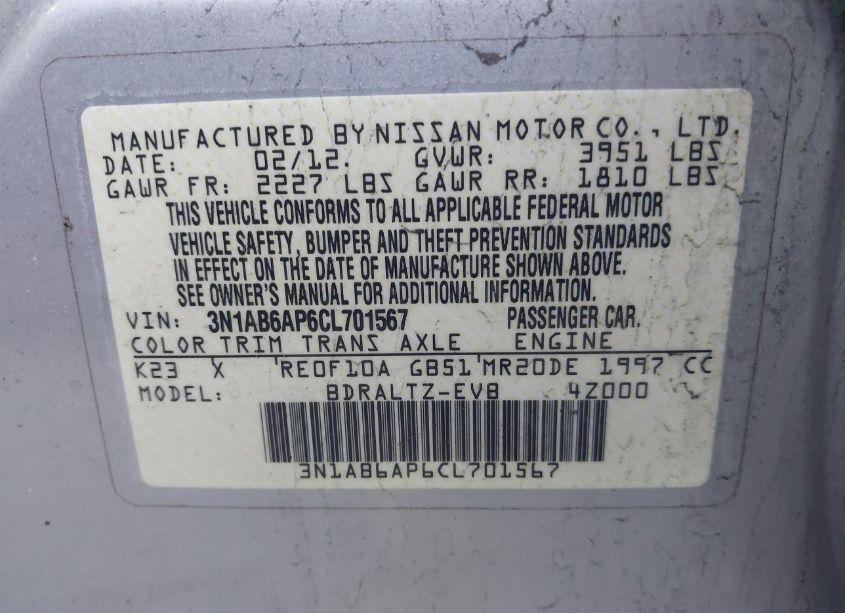 MANUFACTURED BY NISSAN MOTOR CO., LTD.
DATE: 02/12. GVWR: 3951 LBS
GAWR FR: 2227 LBS GAWR RR: 1810 LBS
THIS VEHICLE CONFORMS TO ALL APPLICABLE FEDERAL MOTOR
VEHICLE SAFETY, BUMPER AND THEFT PREVENTION STANDARDS
IN EFFECT ON THE DATE OF MANUFACTURE SHOWN ABOVE.
SEE OWNER'S MANUAL FOR ADDITIONAL INFORMATION.
VIN: 3N1AB6AP6CL701567 PASSENGER CAR.
COLOR TRIM TRANS AXLE ENGINE
K23 X RE0F10A GB51 MR20DE 1997 CC
MODEL: BDRALTZ-EVB 4Z000
3N1AB6AP6CL701567